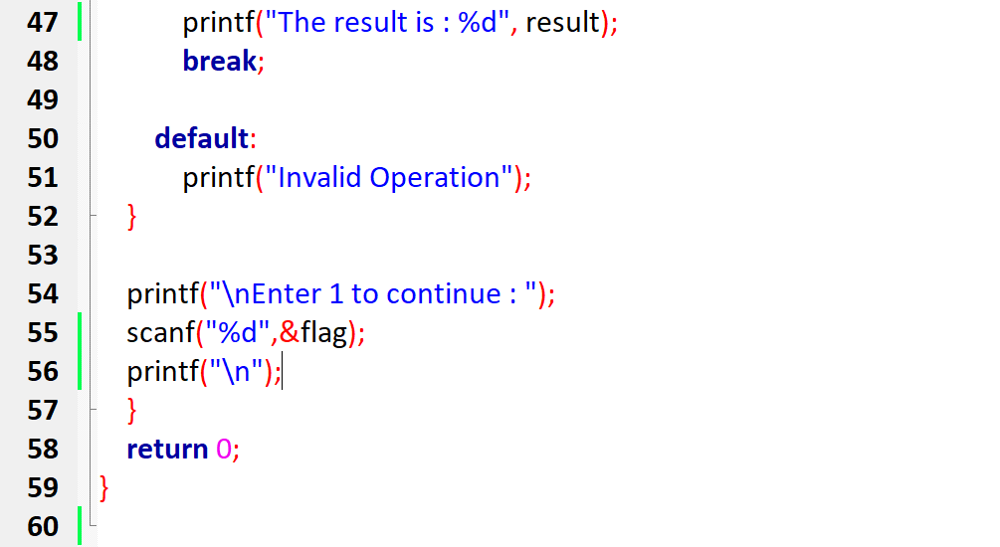 47 printf("The result is : %d", result);
48 break;
49
50 default:
51 printf("Invalid Operation");
52 }
53
54 printf("\nEnter 1 to continue : ");
55 scanf("%d",&flag);
56 printf("\n");
57 }
58 return 0;
59 }
60